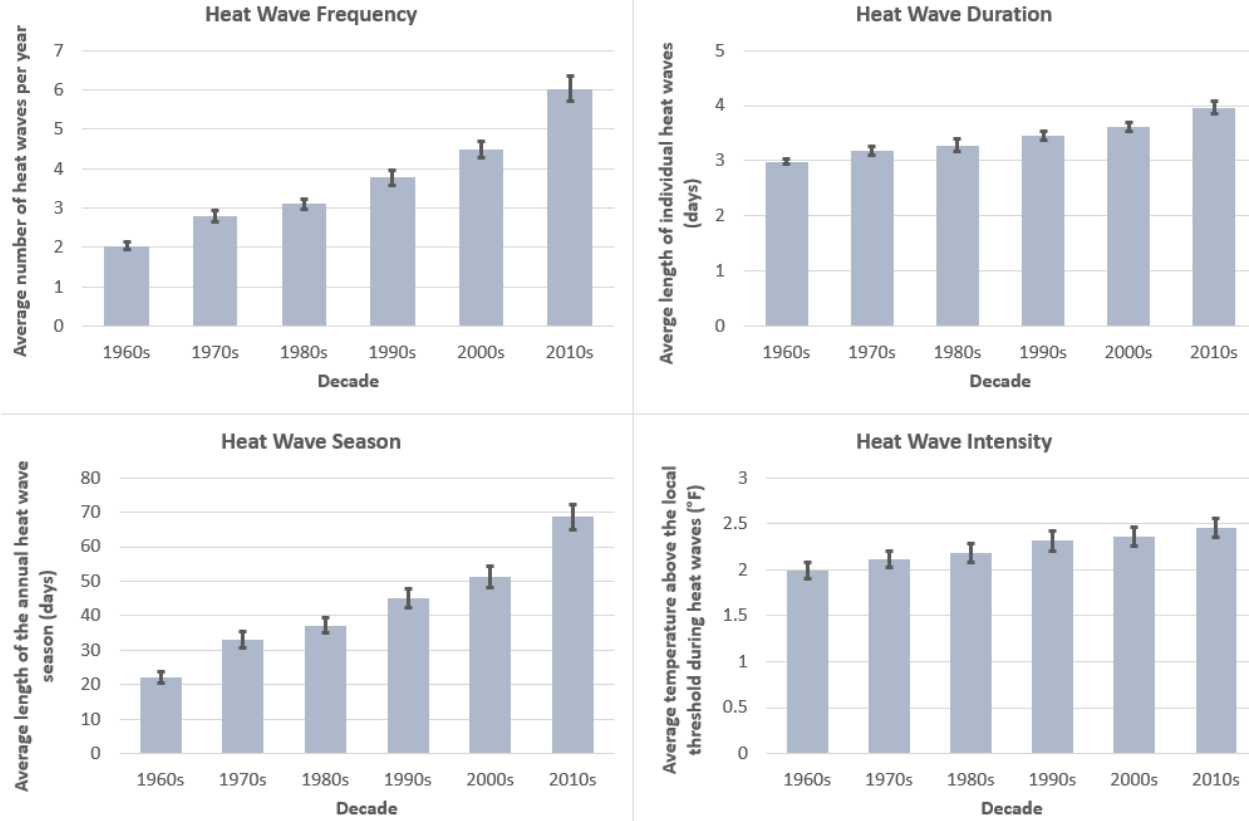 Heat Wave Frequency
Average number of heat waves per year
7
6
5
4
3
2
1
0
1960s 1970s 1980s 1990s 2000s 2010s
Decade
Heat Wave Duration
Averge length of individual heat waves
(days)
5
4
3
2
1
0
1960s 1970s 1980s 1990s 2000s 2010s
Decade
Heat Wave Season
Average length of the annual heat wave
season (days)
80
70
60
50
40
30
20
10
0
1960s 1970s 1980s 1990s 2000s 2010s
Decade
Heat Wave Intensity
Average temperature above the local
threshold during heat waves (°F)
3
2.5
2
1.5
1
0.5
0
1960s 1970s 1980s 1990s 2000s 2010s
Decade